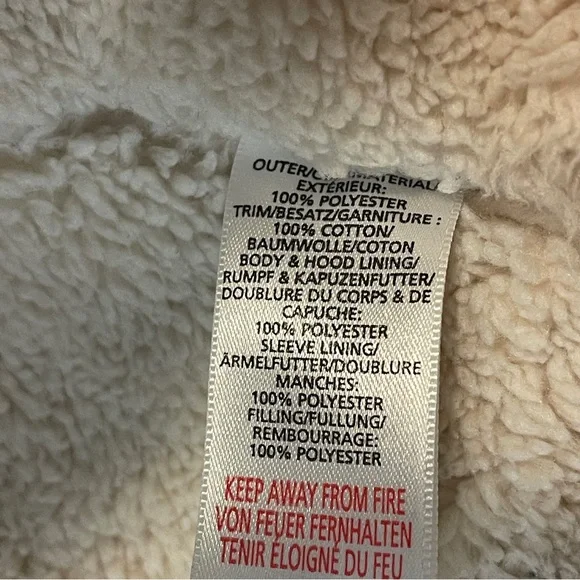 OUTER/ MATERIAL/
EXTÉRIEUR:
100% POLYESTER
TRIM/BESATZ/GARNITURE :
100% COTTON/
BAUMWOLLE/COTON
BODY & HOOD LINING/
RUMPF & KAPUZENFUTTER/
DOUBLURE DU CORPS & DE
CAPUCHE:
100% POLYESTER
SLEEVE LINING/
ÄRMELFUTTER/DOUBLURE
MANCHES:
100% POLYESTER
FILLING/FULLUNG/
REMBOURRAGE:
100% POLYESTER
KEEP AWAY FROM FIRE
VON FEUER FERNHALTEN
TENIR ÉLOIGNÉ DU FEU